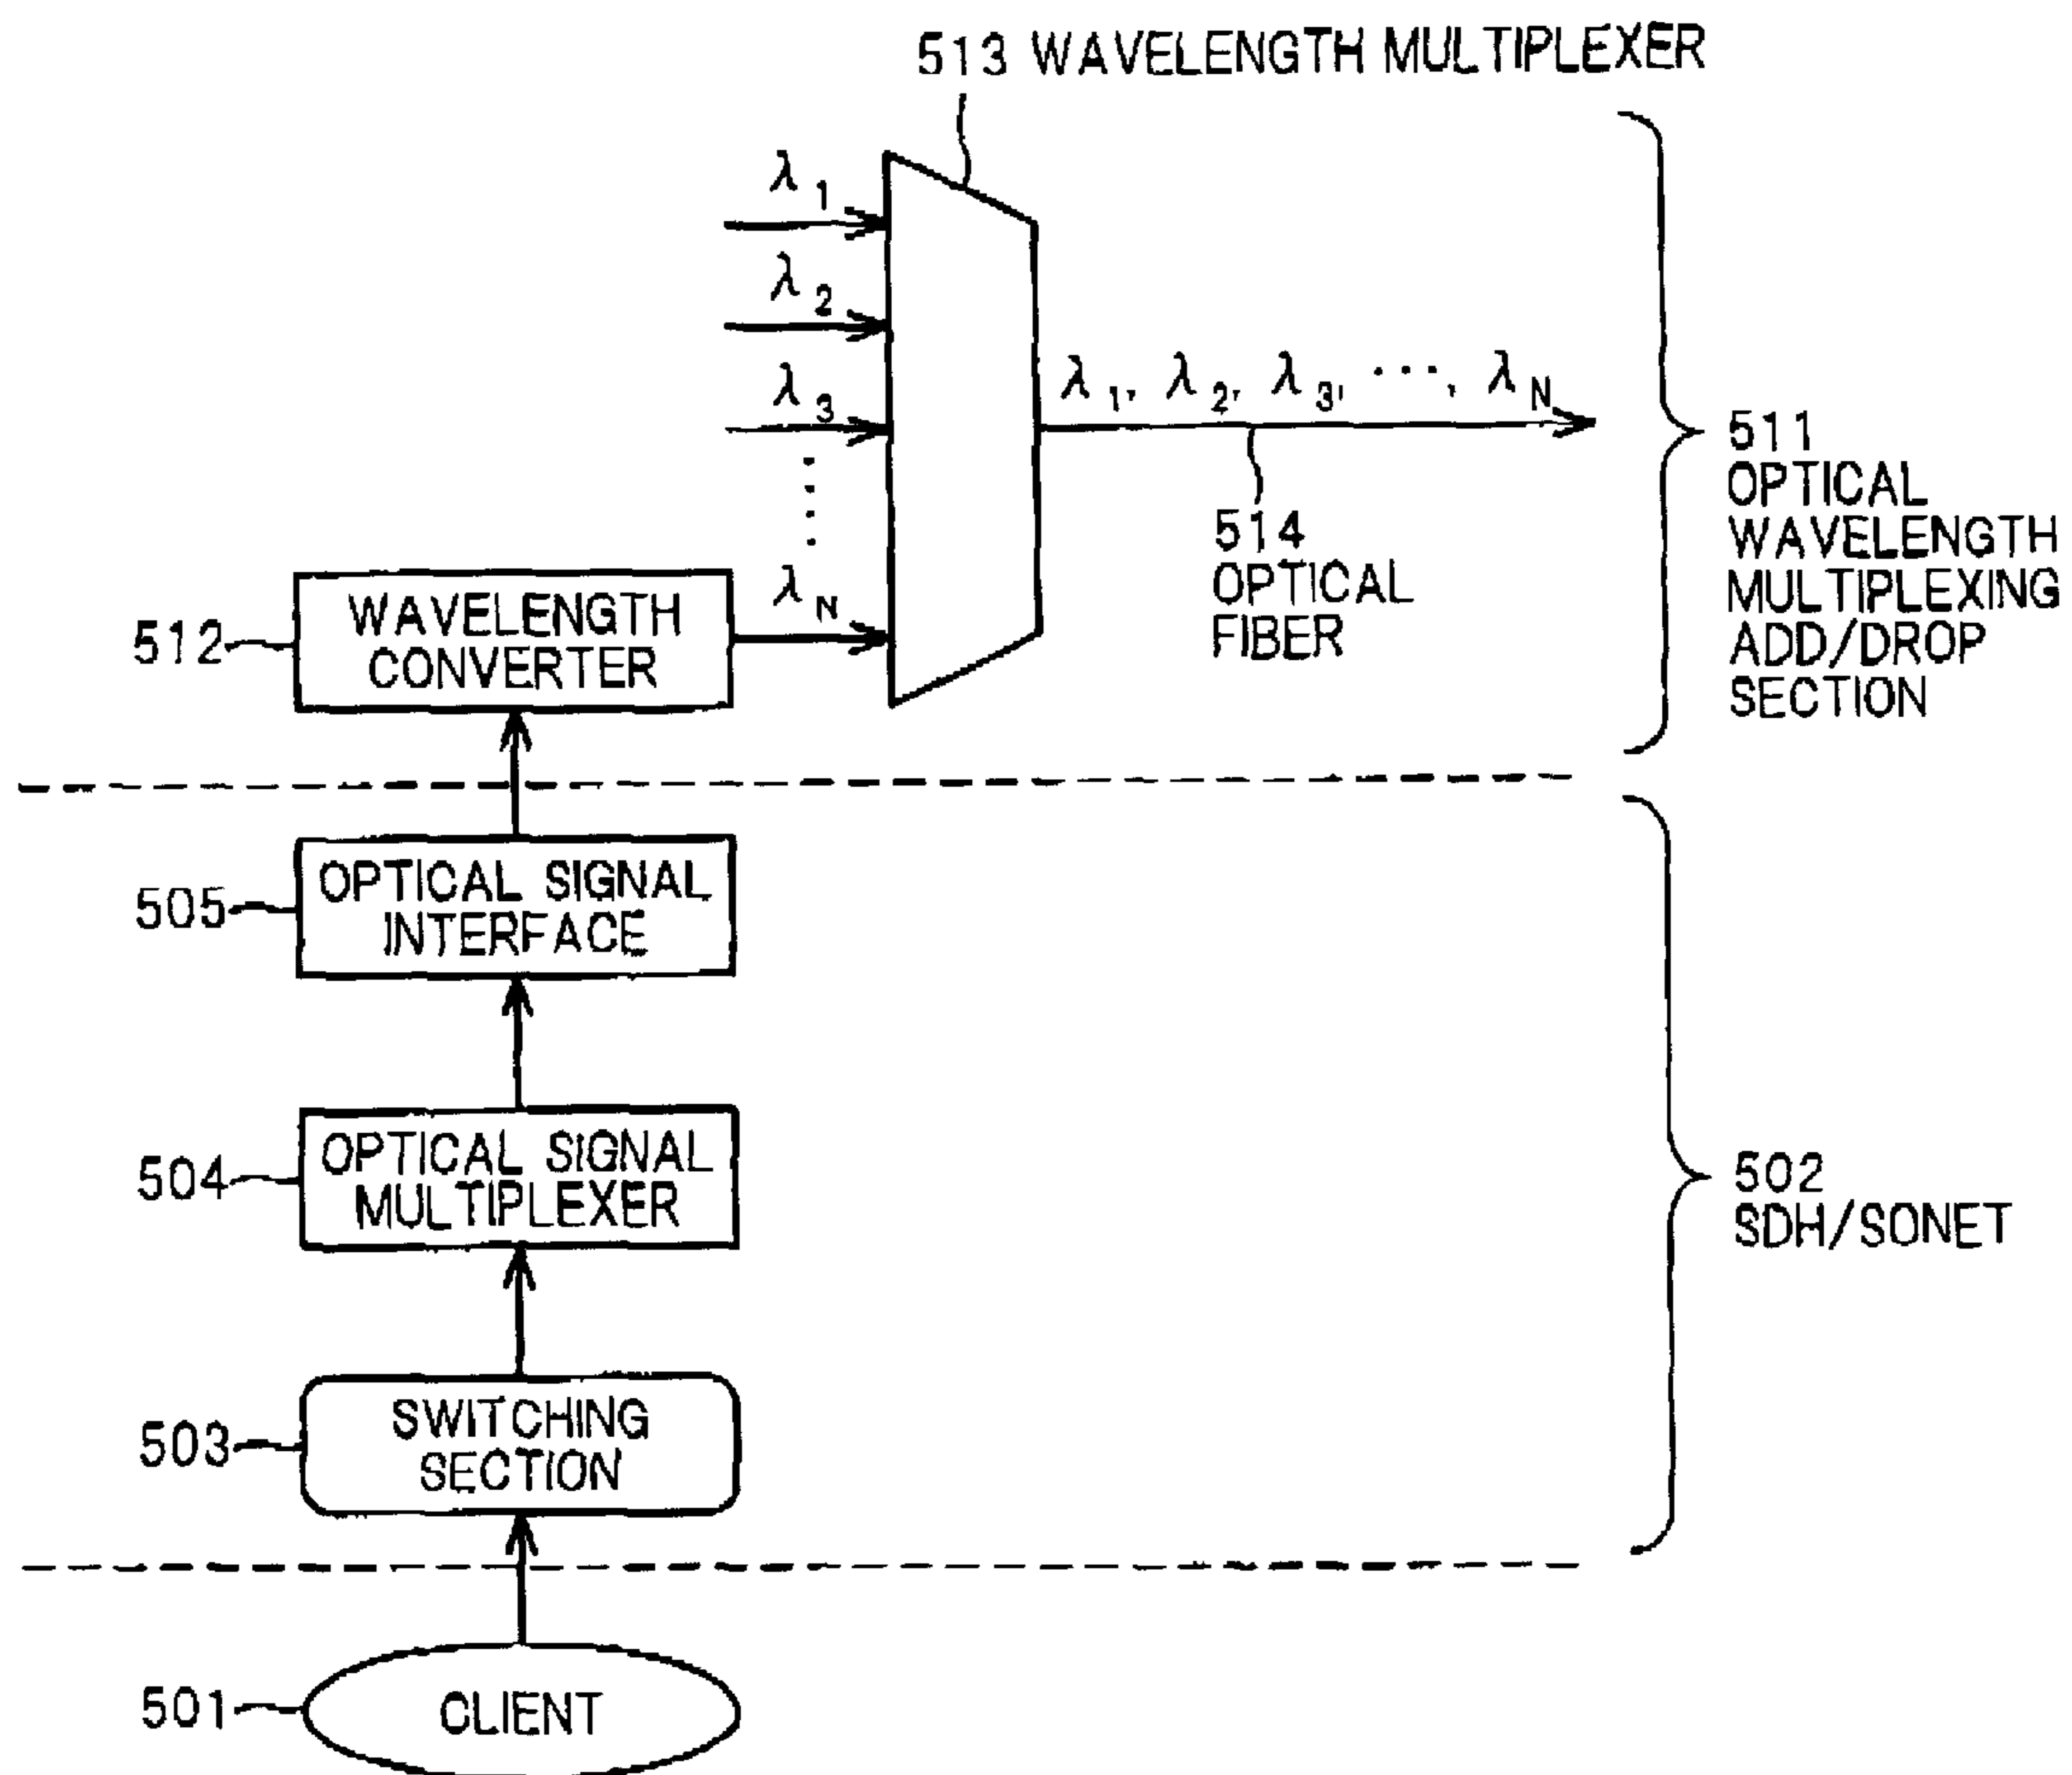 513 WAVELENGTH MULTIPLEXER
λ1
λ2
λ3
λN
λ1, λ2, λ3, ···, λN
514
OPTICAL
FIBER
511
OPTICAL
WAVELENGTH
MULTIPLEXING
ADD/DROP
SECTION
512
WAVELENGTH
CONVERTER
505
OPTICAL SIGNAL
INTERFACE
504
OPTICAL SIGNAL
MULTIPLEXER
502
SDH/SONET
503
SWITCHING
SECTION
501
CLIENT